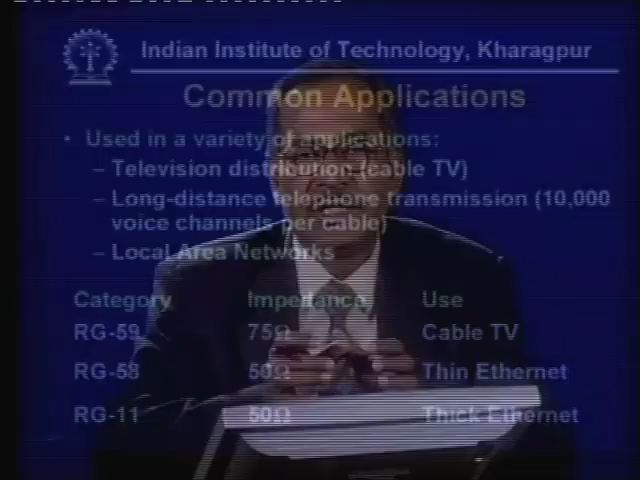 Indian Institute of Technology, Kharagpur
Common Applications
• Used in a variety of applications:
– Television distribution (cable TV)
– Long-distance telephone transmission (10,000
voice channels per cable)
– Local Area Networks
Category Impertance Use
RG-59 75Ω Cable TV
RG-58 50Ω Thin Ethernet
RG-11 50Ω Thick Ethernet